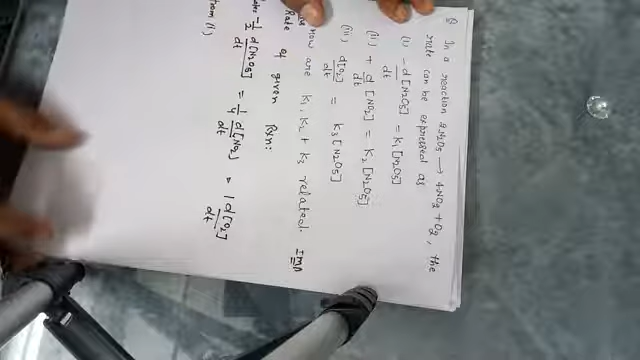 Q In a reaction 2N2O5 → 4NO2 + O2, the
rate can be expressed as
(i) - d[N2O5]/dt = K1[N2O5]
(ii) + d[NO2]/dt = K2[N2O5]
(iii) d[O2]/dt = K3[N2O5]
How are K1, K2 + K3 related IMP
Rate of given Rxn:
-1/2 d[N2O5]/dt = 1/4 d[NO2]/dt = 1 d[O2]/dt
from (i)